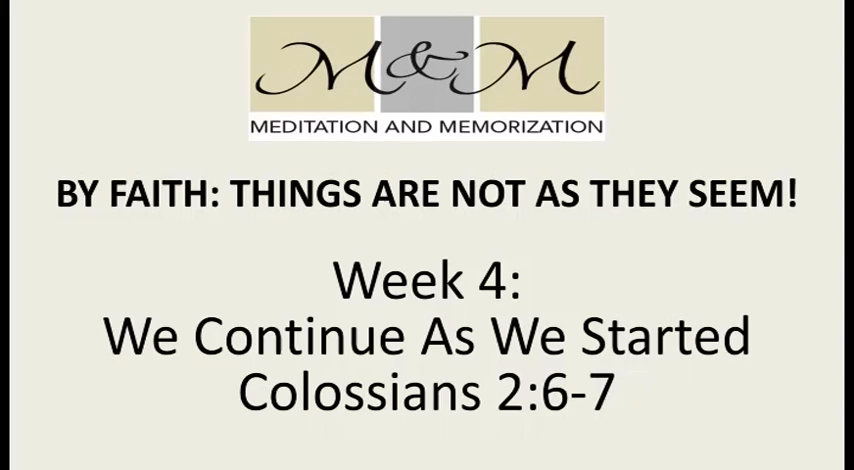 M&M
MEDITATION AND MEMORIZATION
BY FAITH: THINGS ARE NOT AS THEY SEEM!
Week 4:
We Continue As We Started
Colossians 2:6-7